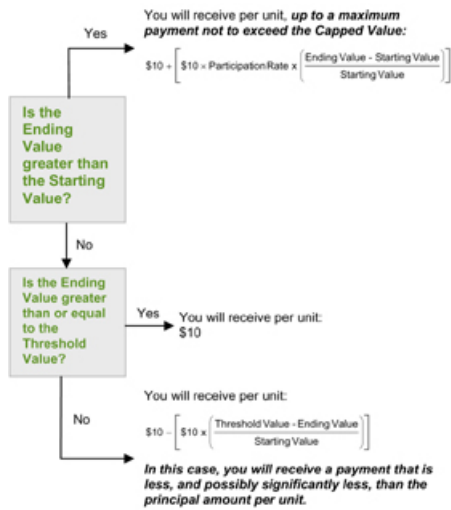 You will receive per unit, up to a maximum
payment not to exceed the Capped Value:
Yes
$10 + [ $10 × Participation Rate x ( Ending Value - Starting Value
Starting Value ) ]
Is the
Ending
Value
greater than
the Starting
Value?
No
Is the Ending
Value greater
than or equal
to the
Threshold
Value?
Yes
You will receive per unit:
$10
You will receive per unit:
No
$10 – [ $10 x ( Threshold Value - Ending Value
Starting Value ) ]
In this case, you will receive a payment that is
less, and possibly significantly less, than the
principal amount per unit.